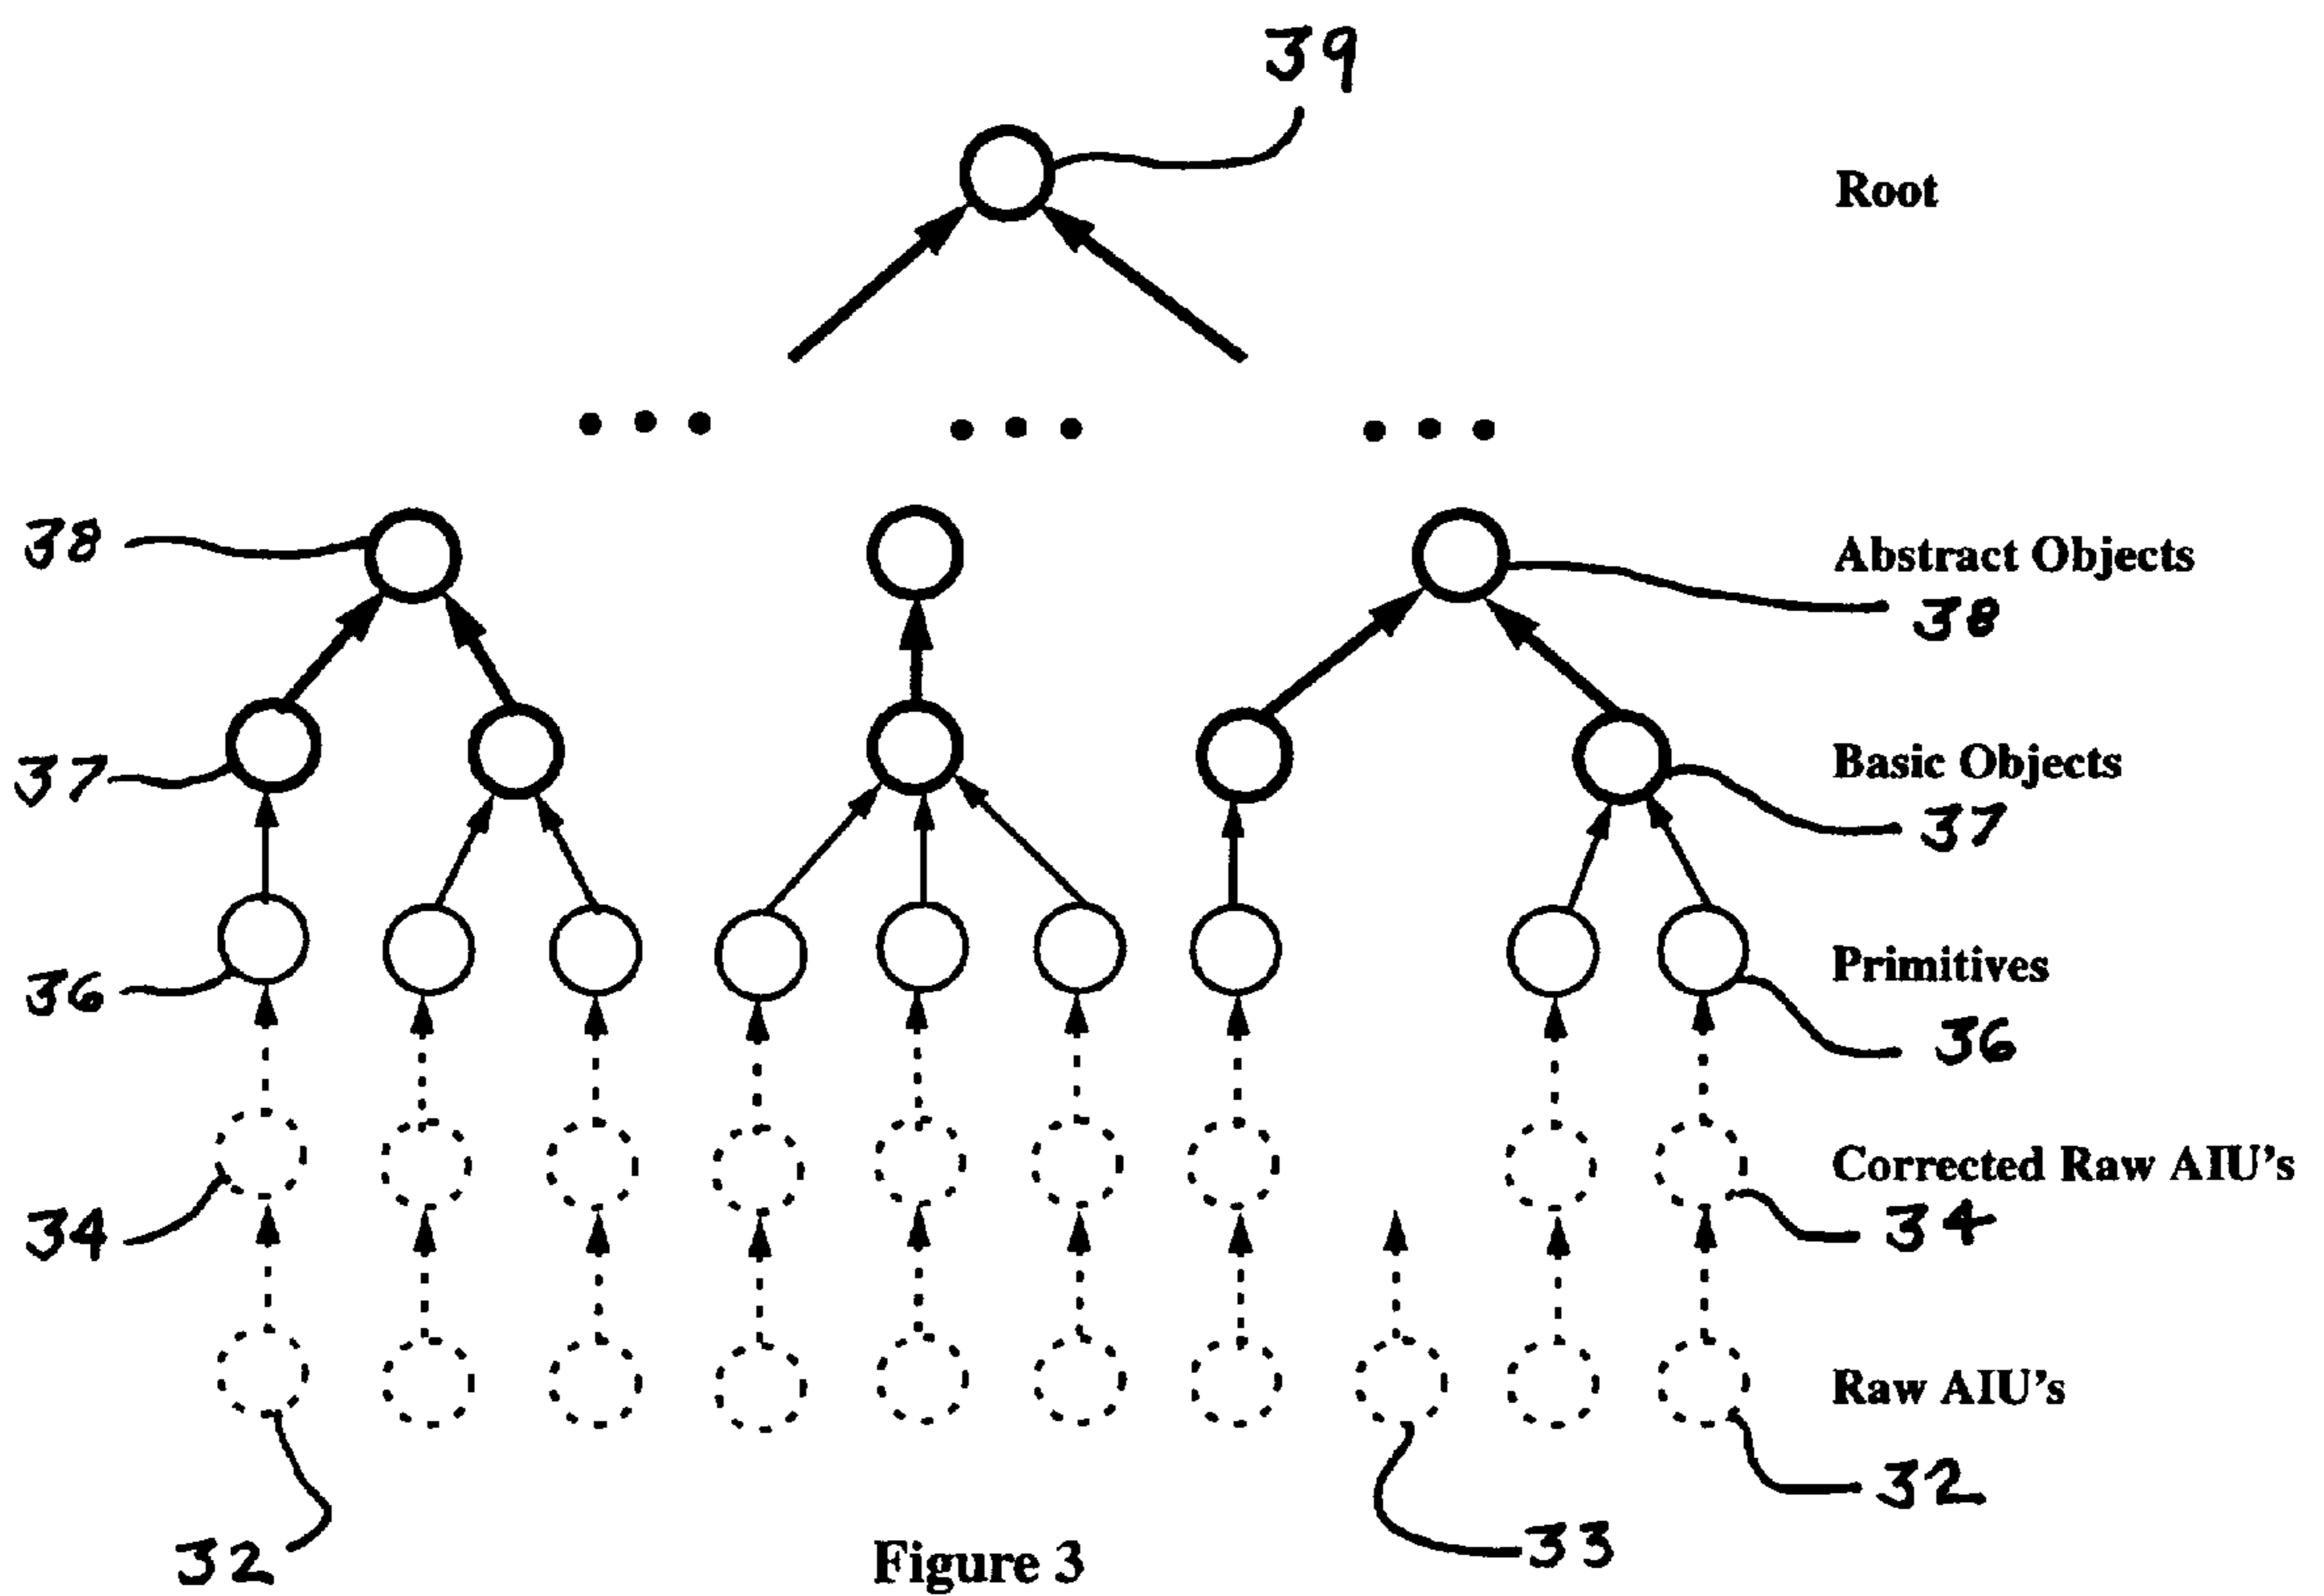 39
Root
38
Abstract Objects
38
37
Basic Objects
37
36
Primitives
36
34
Corrected Raw AIU's
34
Raw AIU's
32
32
33
Figure 3